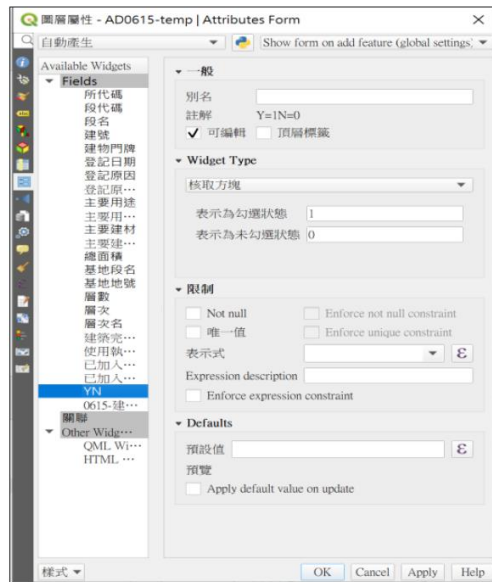 圖層屬性 - AD0615-temp | Attributes Form
自動產生
Show form on add feature (global settings)
Available Widgets
Fields
所代碼
段代碼
段名
建號
建物門牌
登記日期
登記原因
登記原…
主要用途
主要用…
主要建材
主要建…
總面積
基地段名
基地地號
層數
層次
層次名
建築完…
使用執…
已加入…
已加入…
YN
0615-建…
關聯
Other Widg…
QML Wi…
HTML …
一般
別名
註解 Y=1N=0
可編輯 頂層標籤
Widget Type
核取方塊
表示為勾選狀態 1
表示為未勾選狀態 0
限制
Not null Enforce not null constraint
唯一值 Enforce unique constraint
表示式 ε
Expression description
Enforce expression constraint
Defaults
預設值 ε
預覽
Apply default value on update
樣式 OK Cancel Apply Help